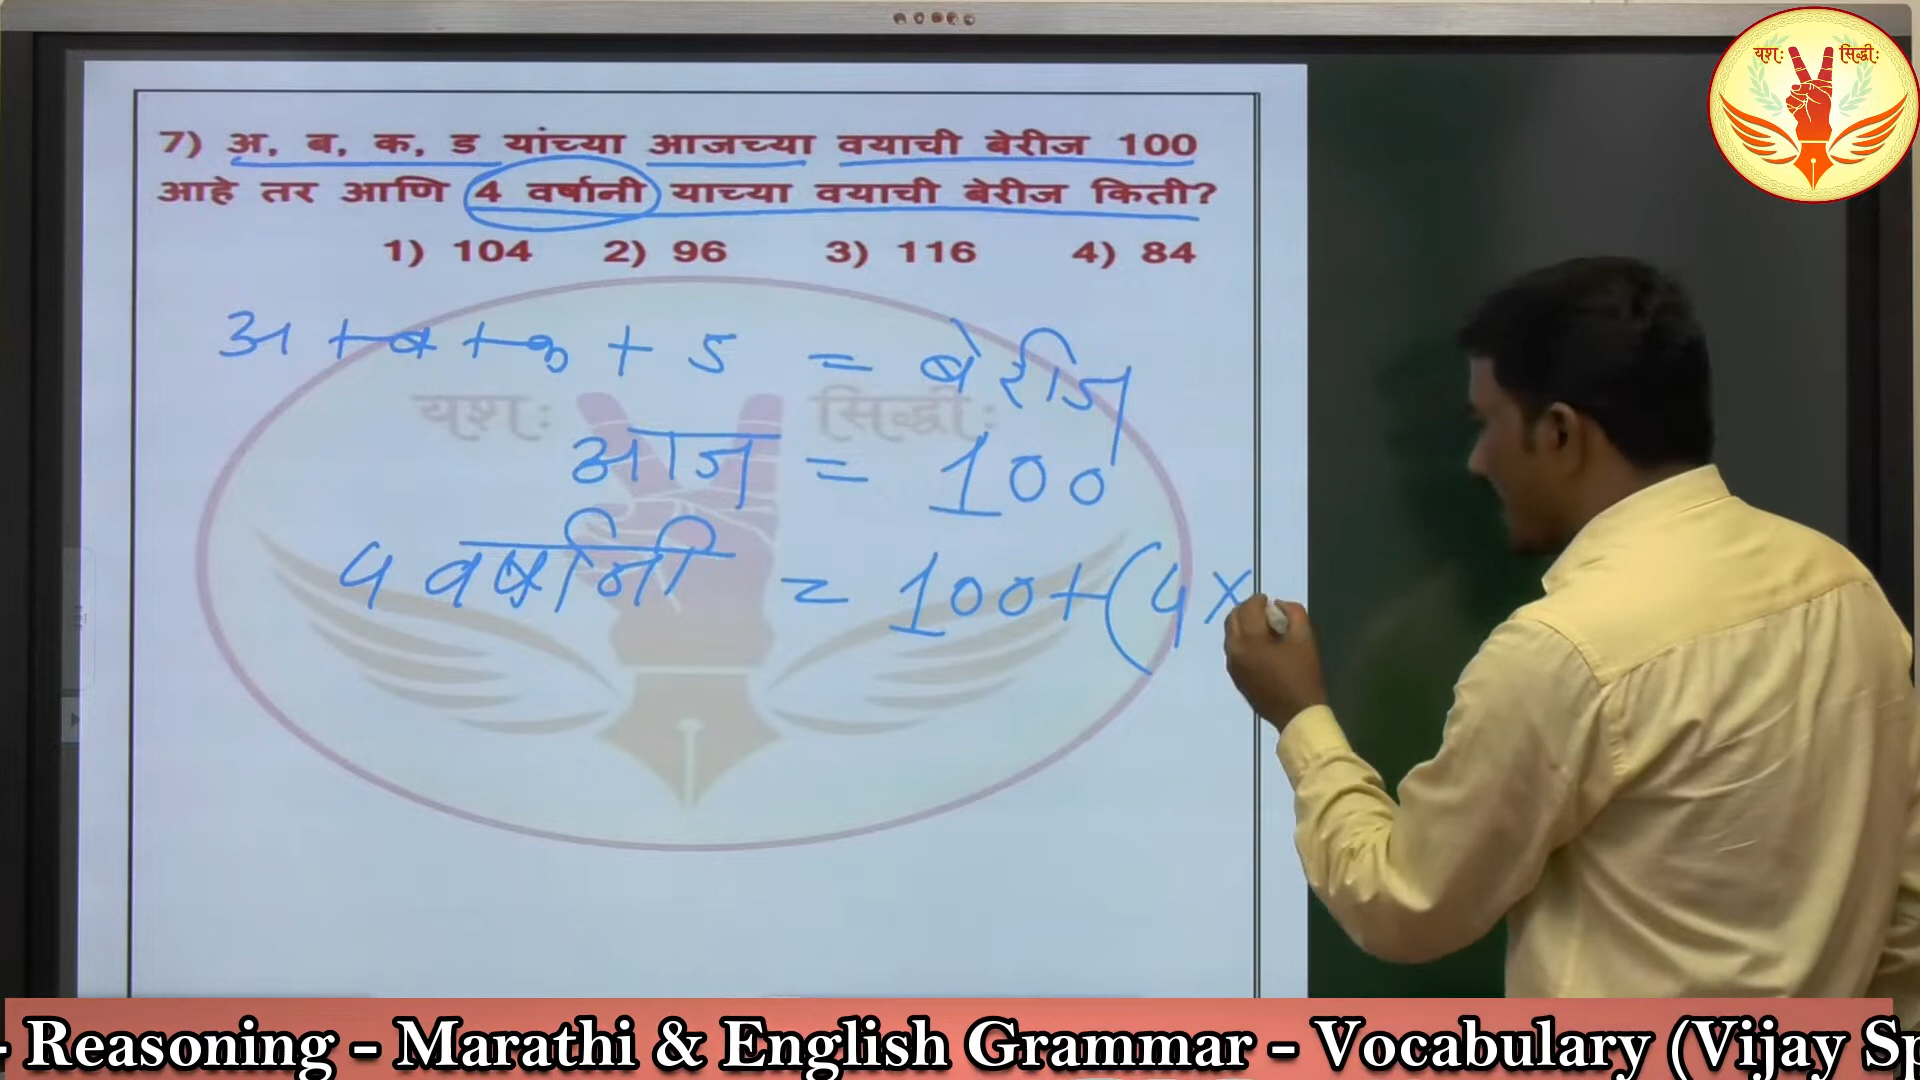 यशः सिद्धीः
7) अ, ब, क, ड यांच्या आजच्या वयाची बेरीज 100
आहे तर आणि 4 वर्षानी याच्या वयाची बेरीज किती?
1) 104 2) 96 3) 116 4) 84
अ + ब + क + ड = बेरीज
यशः सिद्धीः
आज = 100
4 वर्षानी = 100 + (4 ×
- Reasoning - Marathi & English Grammar - Vocabulary (Vijay Sp